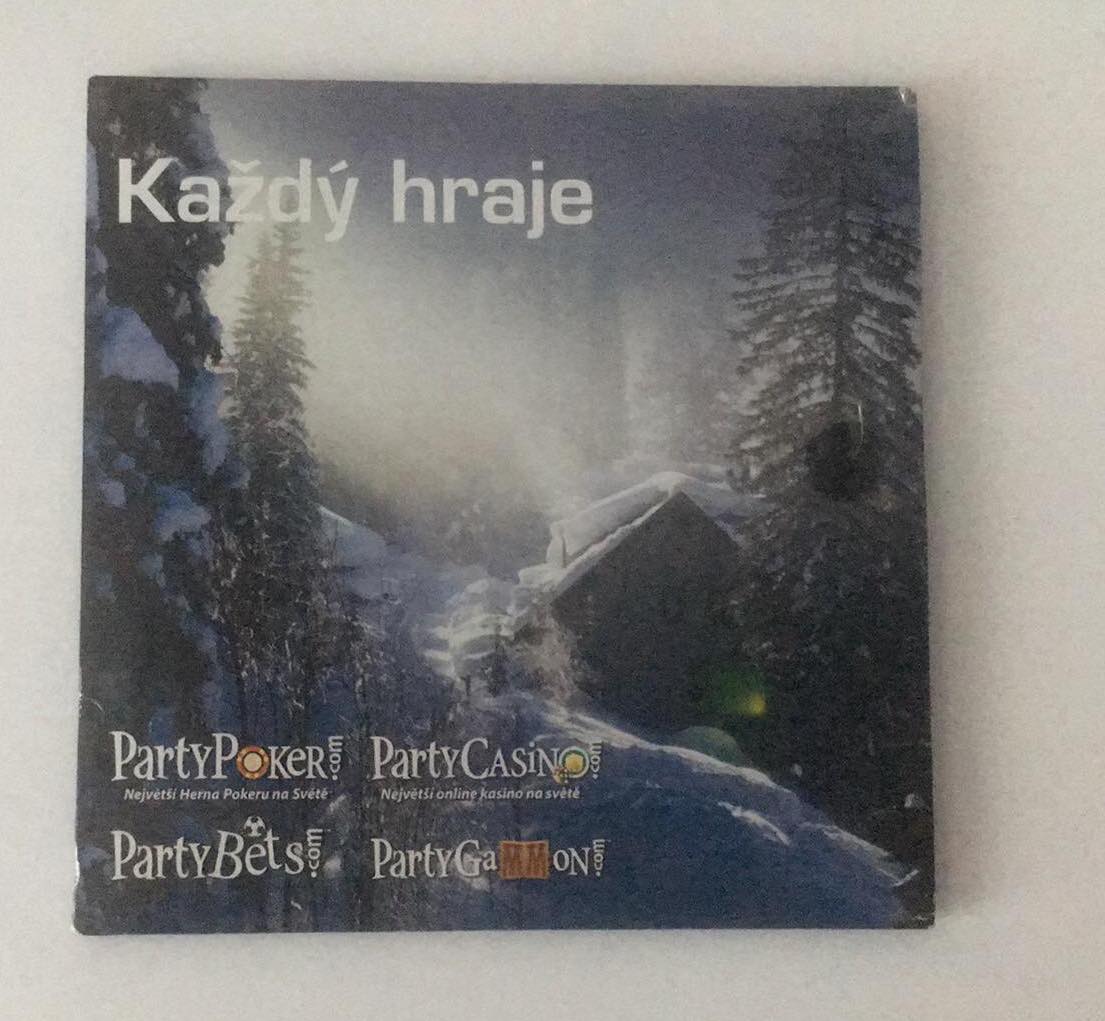 Každý hraje
PartyPoker.com
Největší Herna Pokeru na Světě
PartyCasino.com
Největší online kasino na světě
PartyBets.com
PartyGammon.com